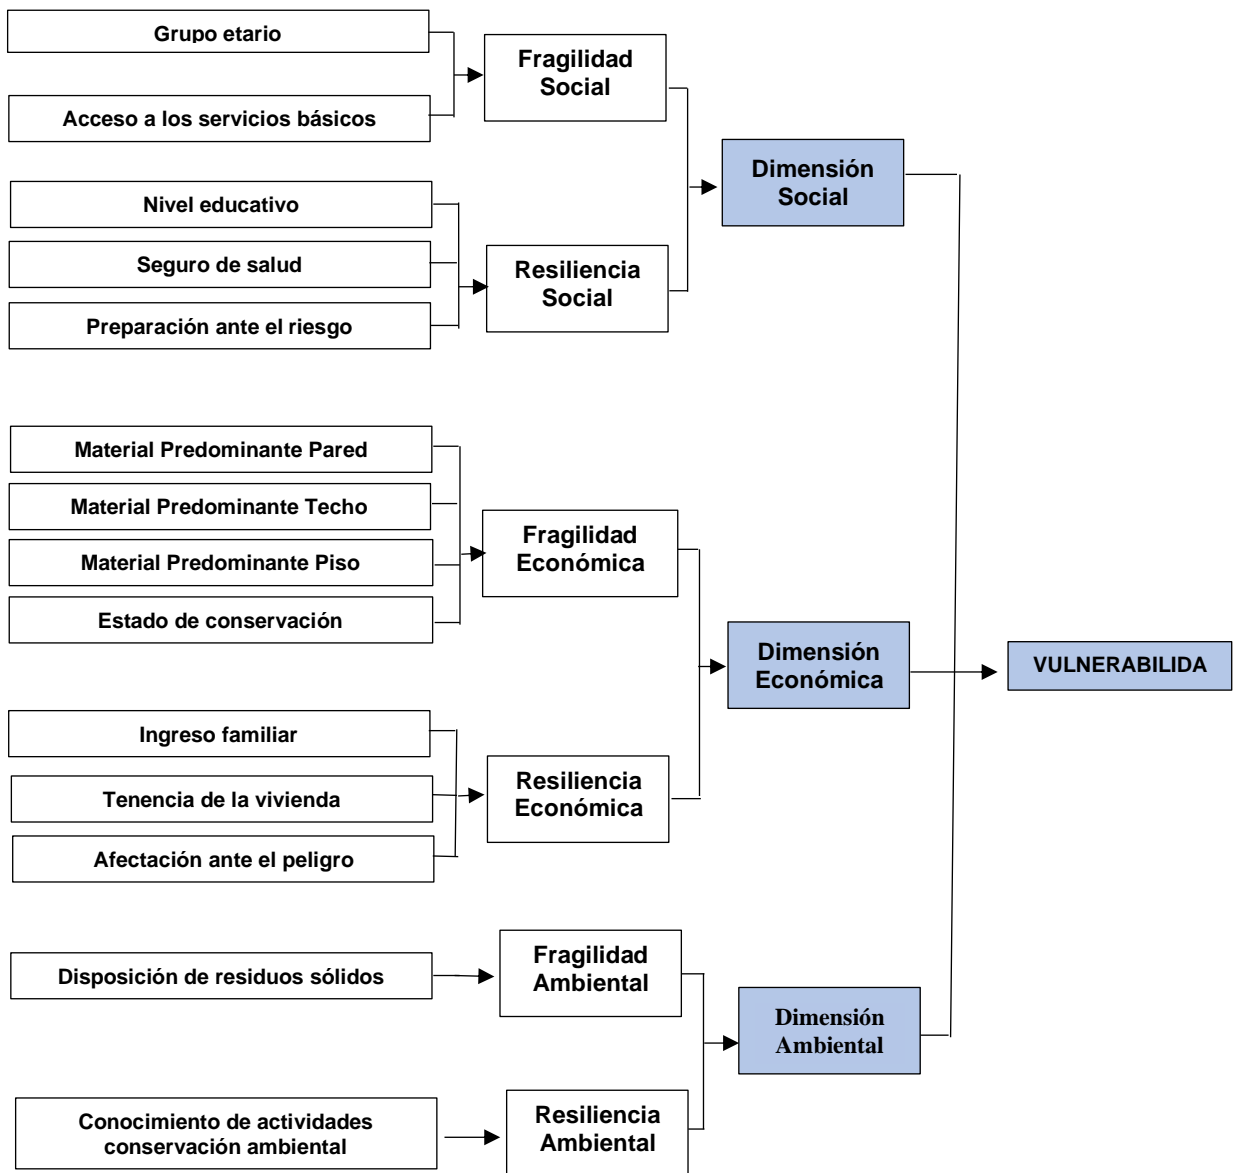 Grupo etario
Acceso a los servicios básicos
Fragilidad
Social
Nivel educativo
Seguro de salud
Preparación ante el riesgo
Resiliencia
Social
Dimensión
Social
Material Predominante Pared
Material Predominante Techo
Material Predominante Piso
Estado de conservación
Fragilidad
Económica
Ingreso familiar
Tenencia de la vivienda
Afectación ante el peligro
Resiliencia
Económica
Dimensión
Económica
Disposición de residuos sólidos
Fragilidad
Ambiental
Conocimiento de actividades
conservación ambiental
Resiliencia
Ambiental
Dimensión
Ambiental
VULNERABILIDA